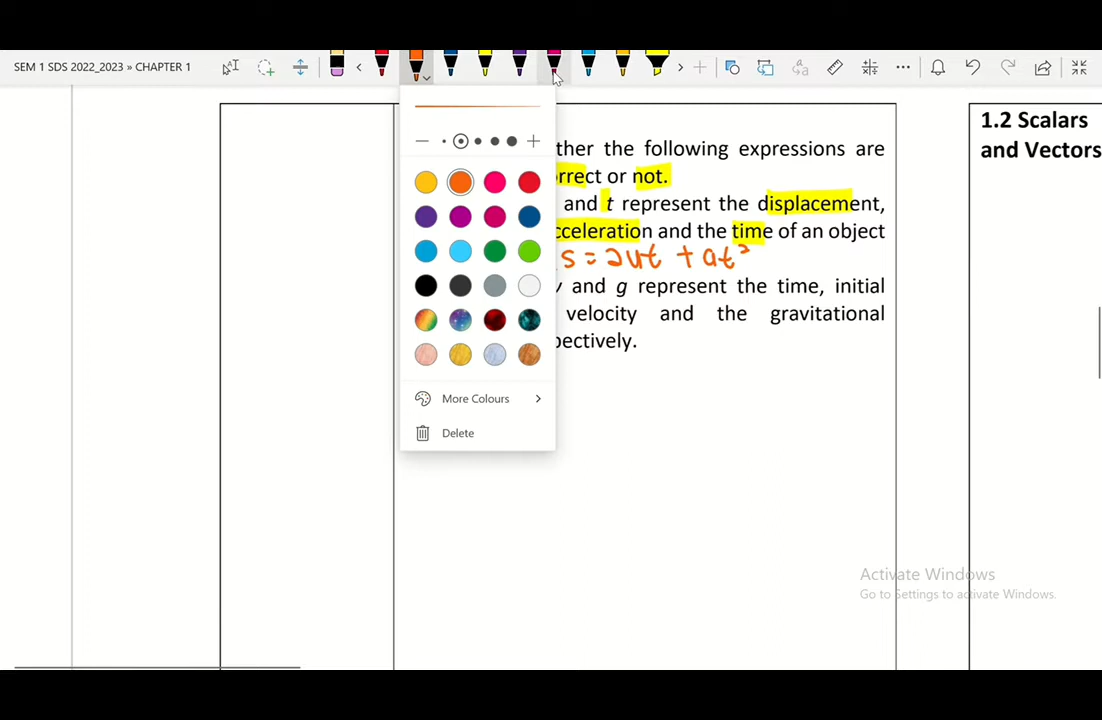 SEM 1 SDS 2022_2023 » CHAPTER 1
1.2 Scalars
and Vectors
ther the following expressions are
rrect or not.
and t represent the displacement,
cceleration and the time of an object
s = 2ut + at²
v and g represent the time, initial
velocity and the gravitational
pectively.
More Colours
Delete
Activate Windows
Go to Settings to activate Windows.